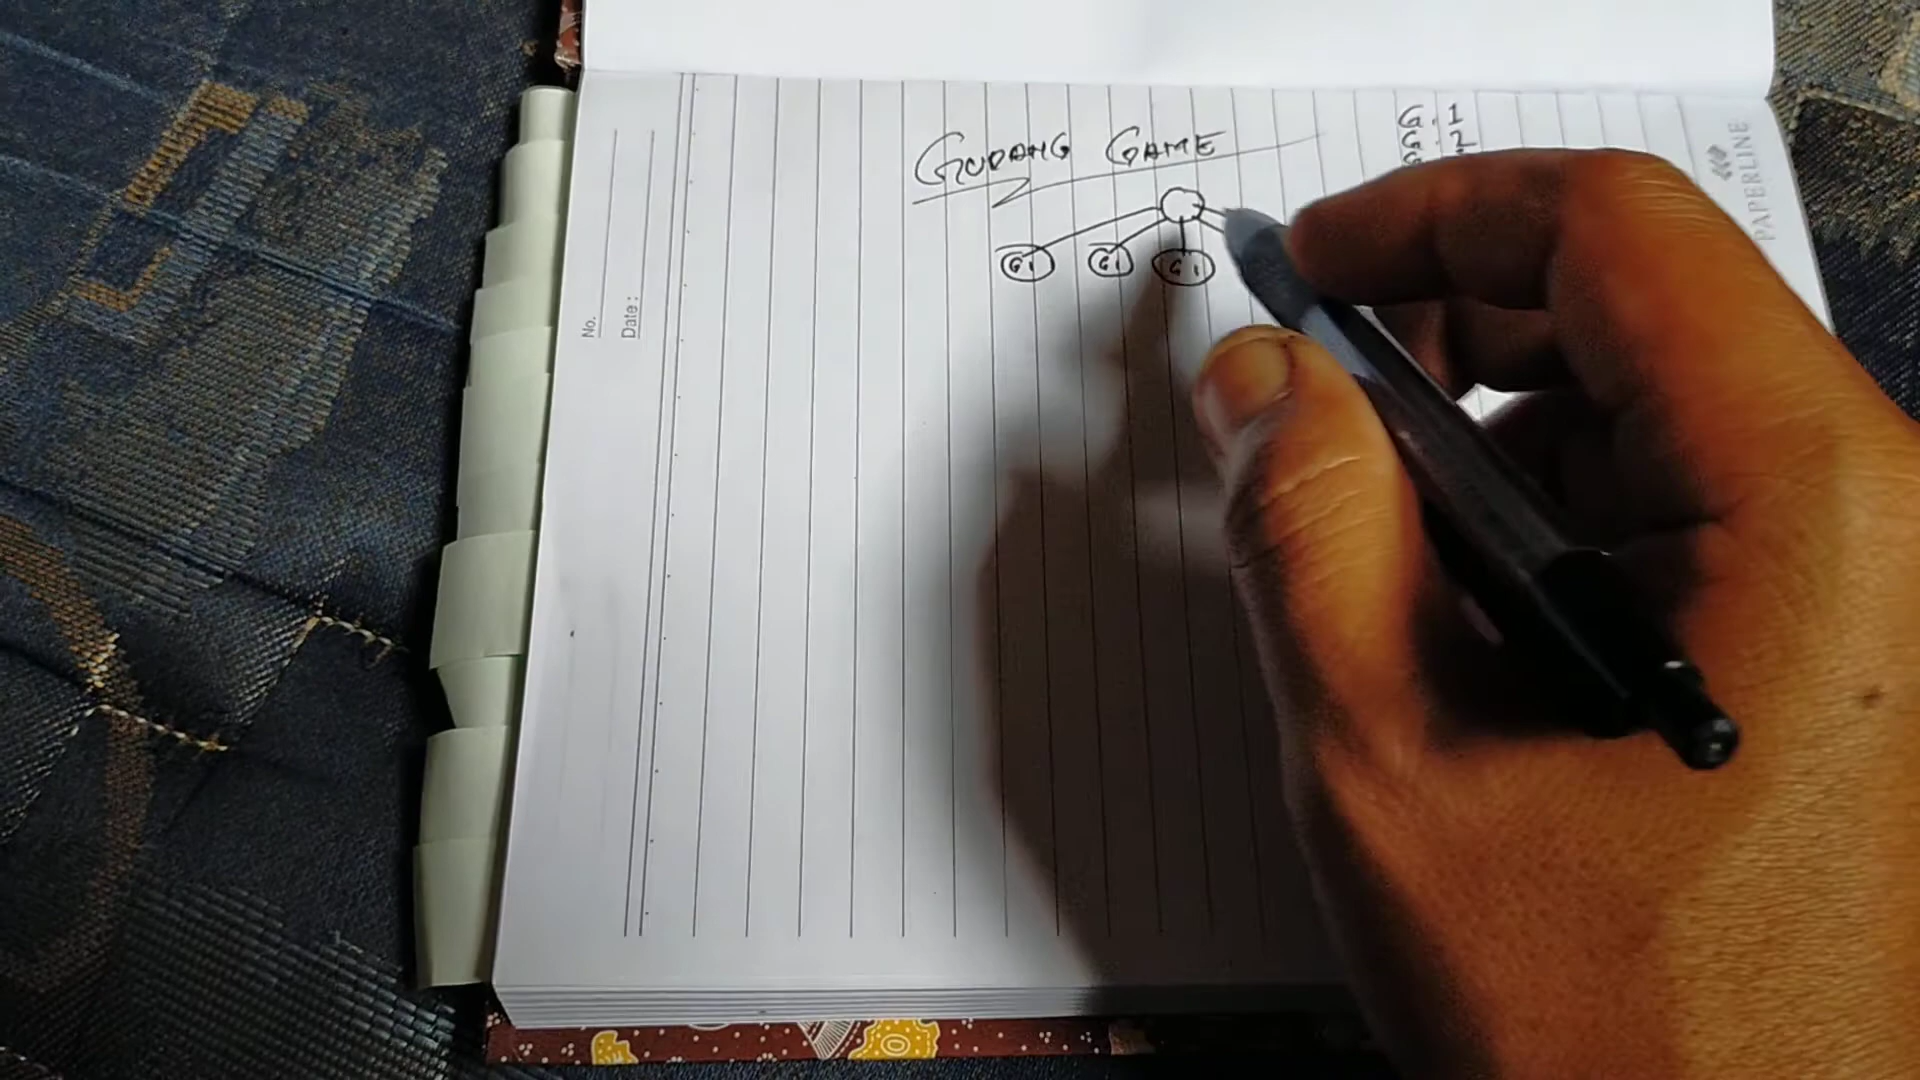 GUDANG GAME
G. 1
G. 2
G1 G1 G1
No.
Date:
PAPERLINE